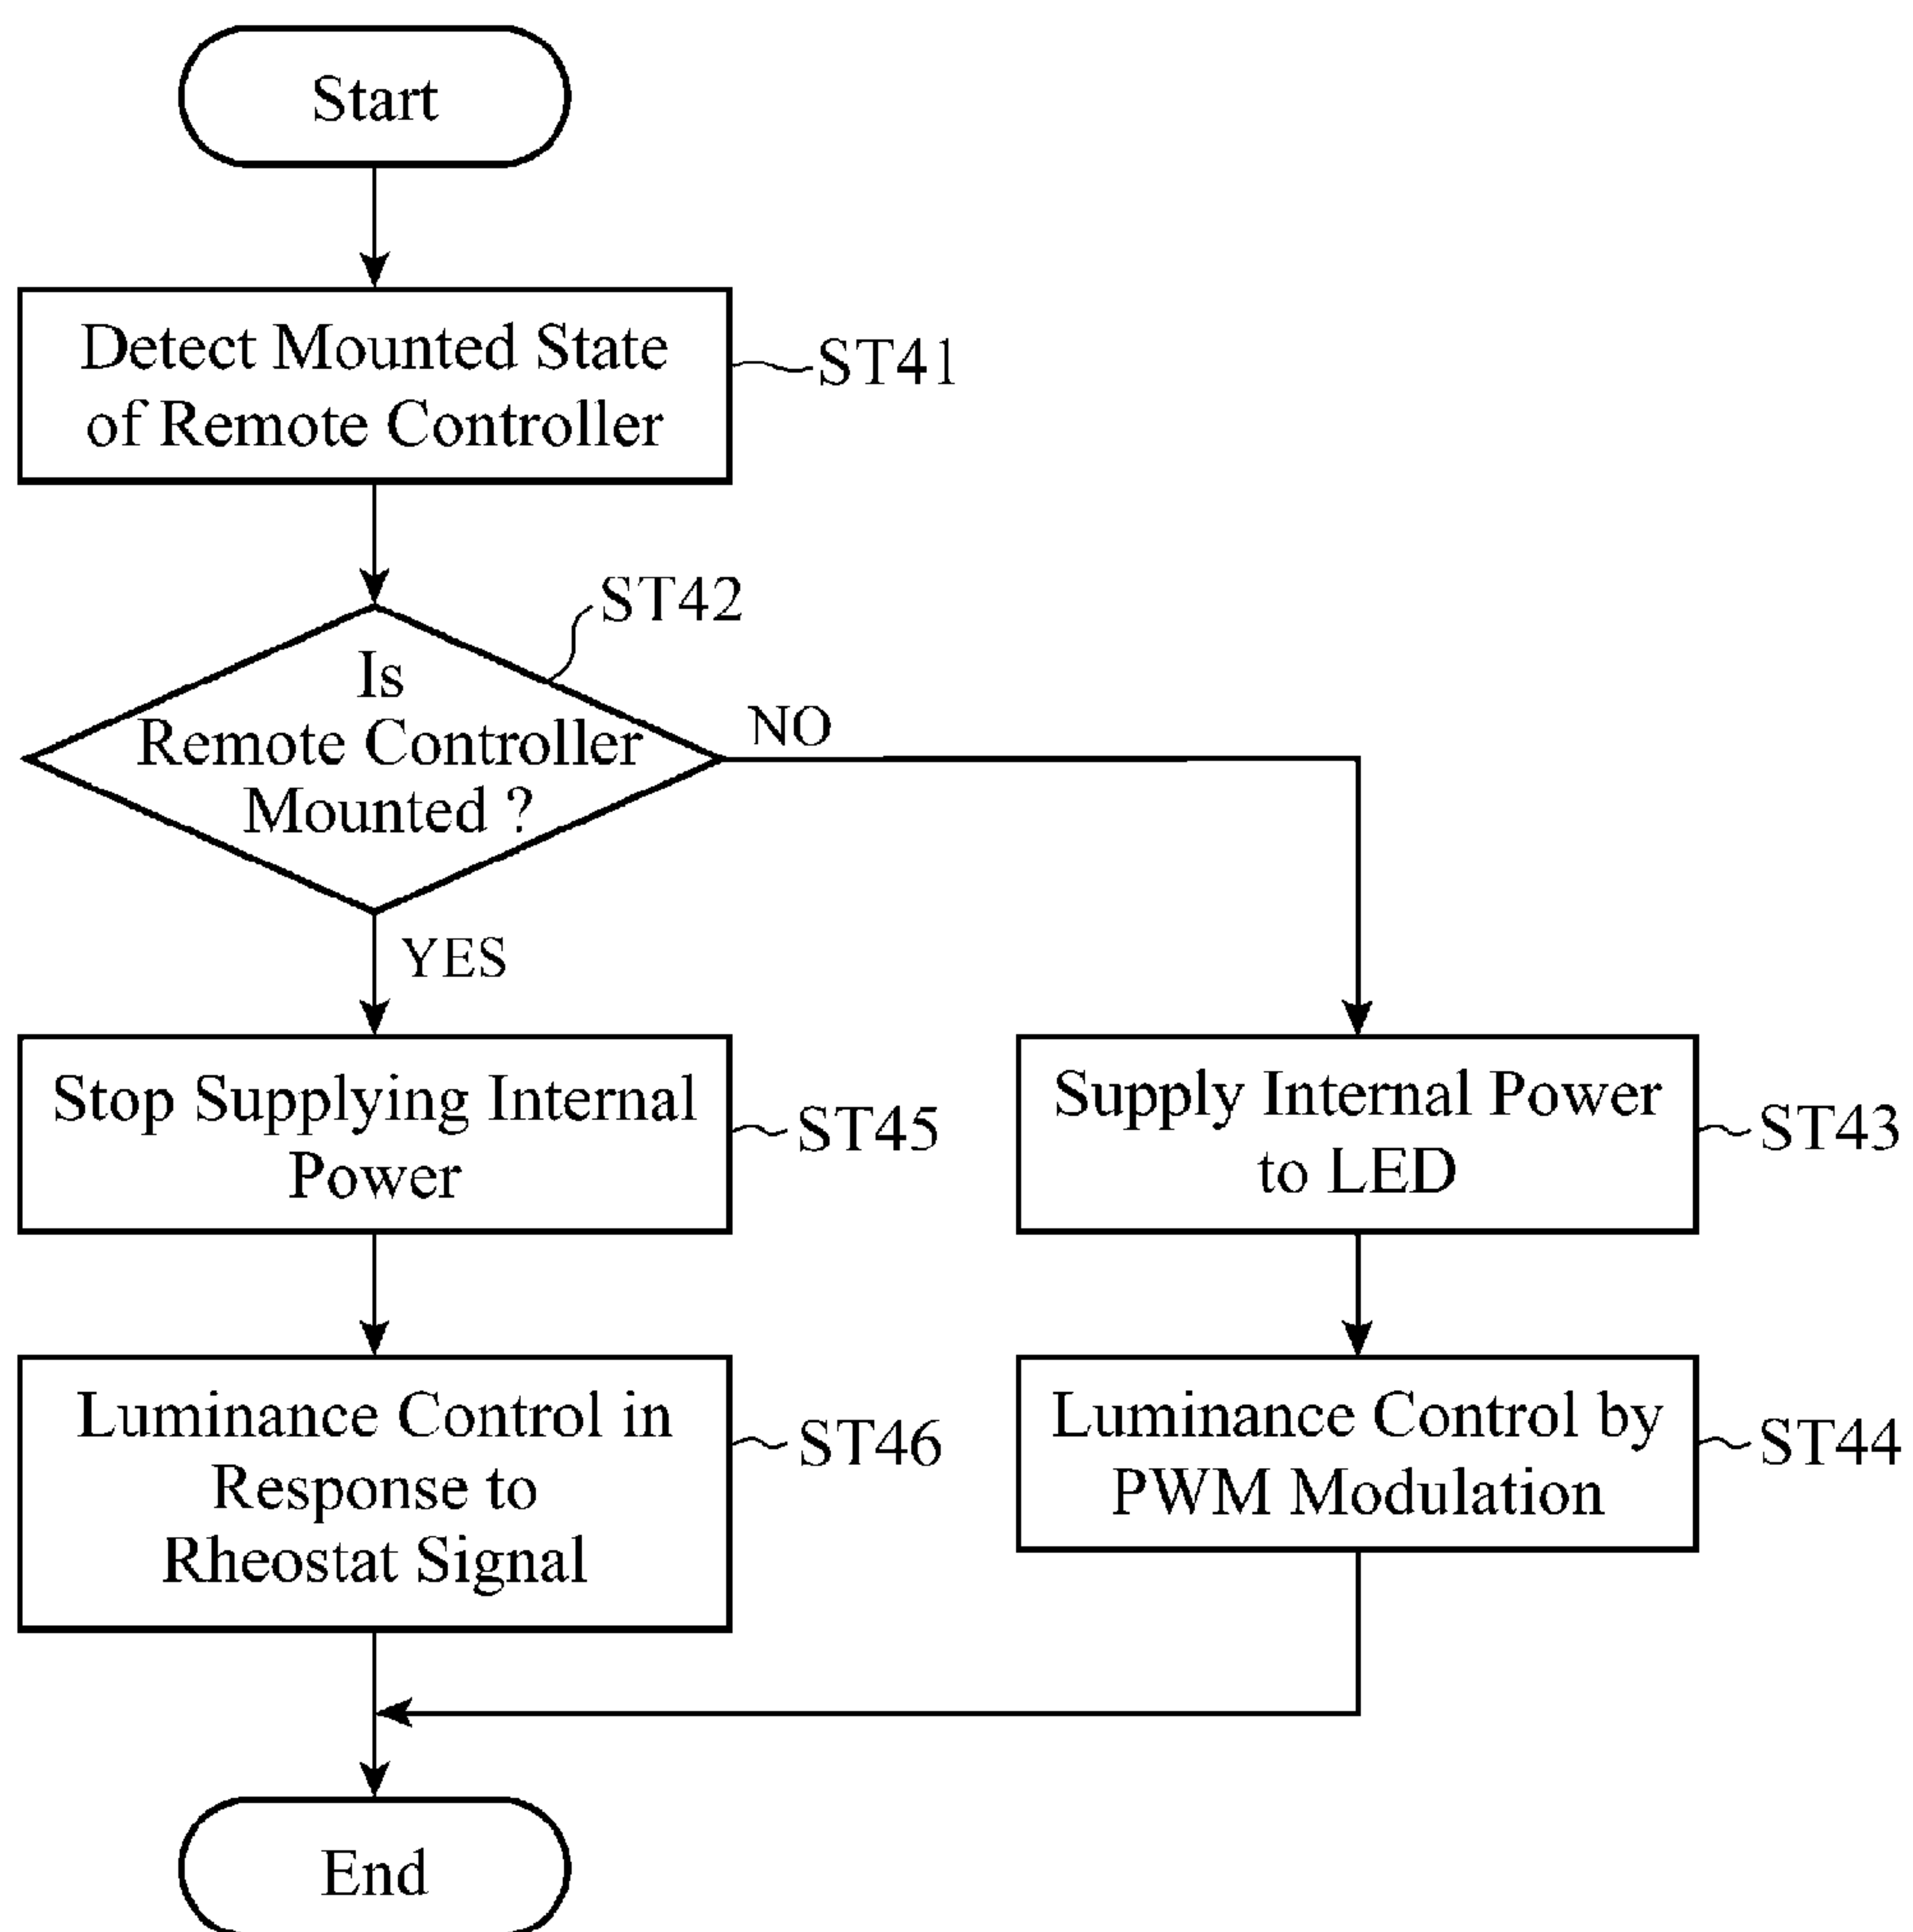 Start
Detect Mounted State
of Remote Controller
ST41
ST42
Is
Remote Controller
Mounted ?
NO
YES
Stop Supplying Internal
Power
ST45
Supply Internal Power
to LED
ST43
Luminance Control in
Response to
Rheostat Signal
ST46
Luminance Control by
PWM Modulation
ST44
End